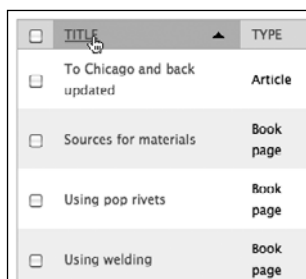 TITLE TYPE
To Chicago and back
updated
Article
Sources for materials
Book
page
Using pop rivets
Book
page
Using welding
Book
page